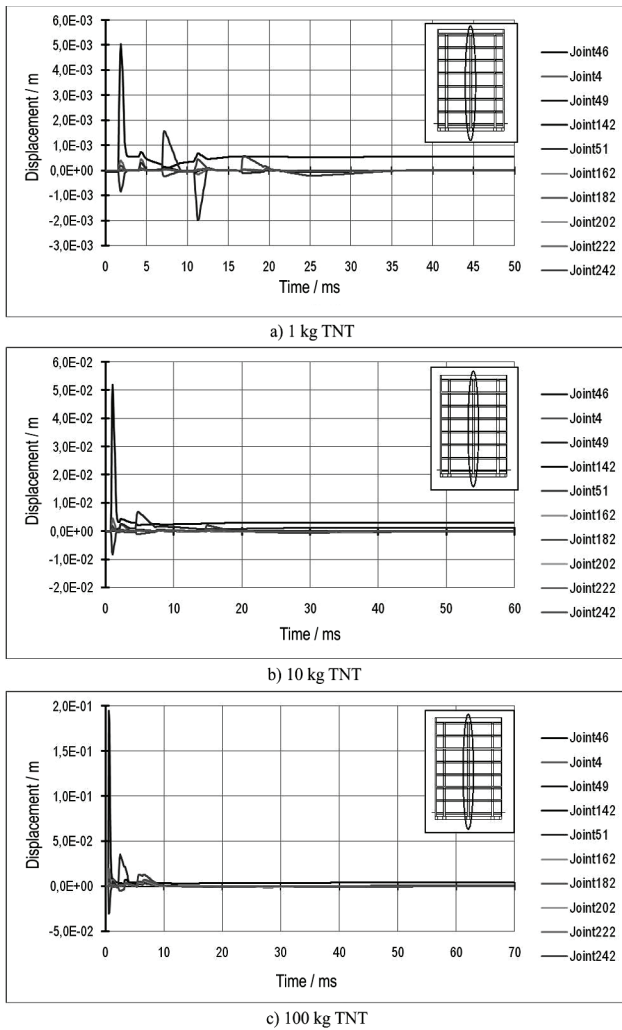 6,0E-03
5,0E-03
4,0E-03
3,0E-03
2,0E-03
1,0E-03
0,0E+00
-1,0E-03
-2,0E-03
-3,0E-03
Displacement / m
0 5 10 15 20 25 30 35 40 45 50
Time / ms
Joint46
Joint4
Joint49
Joint142
Joint51
Joint162
Joint182
Joint202
Joint222
Joint242
a) 1 kg TNT
6,0E-02
5,0E-02
4,0E-02
3,0E-02
2,0E-02
1,0E-02
0,0E+00
-1,0E-02
-2,0E-02
Displacement / m
0 10 20 30 40 50 60
Time / ms
Joint46
Joint4
Joint49
Joint142
Joint51
Joint162
Joint182
Joint202
Joint222
Joint242
b) 10 kg TNT
2,0E-01
1,5E-01
1,0E-01
5,0E-02
0,0E+00
-5,0E-02
Displacement / m
0 10 20 30 40 50 60 70
Time / ms
Joint46
Joint4
Joint49
Joint142
Joint51
Joint162
Joint182
Joint202
Joint222
Joint242
c) 100 kg TNT